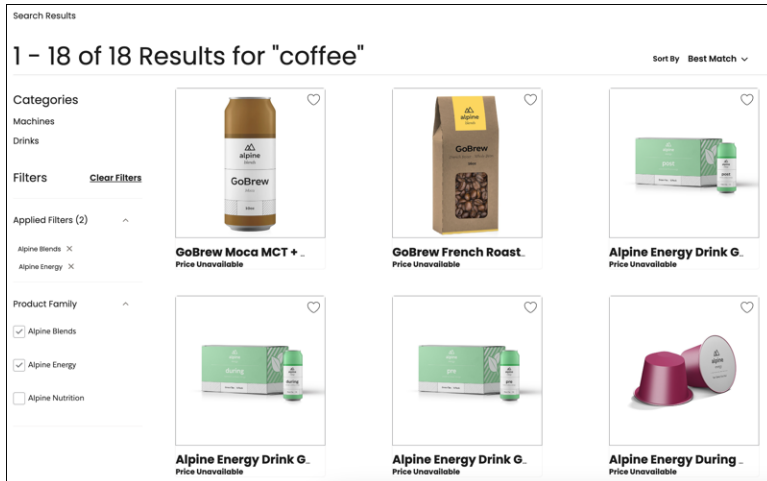 Search Results
1 - 18 of 18 Results for "coffee"
Sort By Best Match
Categories
Machines
Drinks
Filters
Clear Filters
Applied Filters (2)
Alpine Blends
Alpine Energy
Product Family
Alpine Blends
Alpine Energy
Alpine Nutrition
alpine
blends
GoBrew
GoBrew Moca MCT + ...
Price Unavailable
alpine
blends
GoBrew
GoBrew French Roast...
Price Unavailable
post
post
Alpine Energy Drink G...
Price Unavailable
alpine
during
during
Alpine Energy Drink G...
Price Unavailable
alpine
pre
pre
Alpine Energy Drink G...
Price Unavailable
alpine
Alpine Energy During ...
Price Unavailable